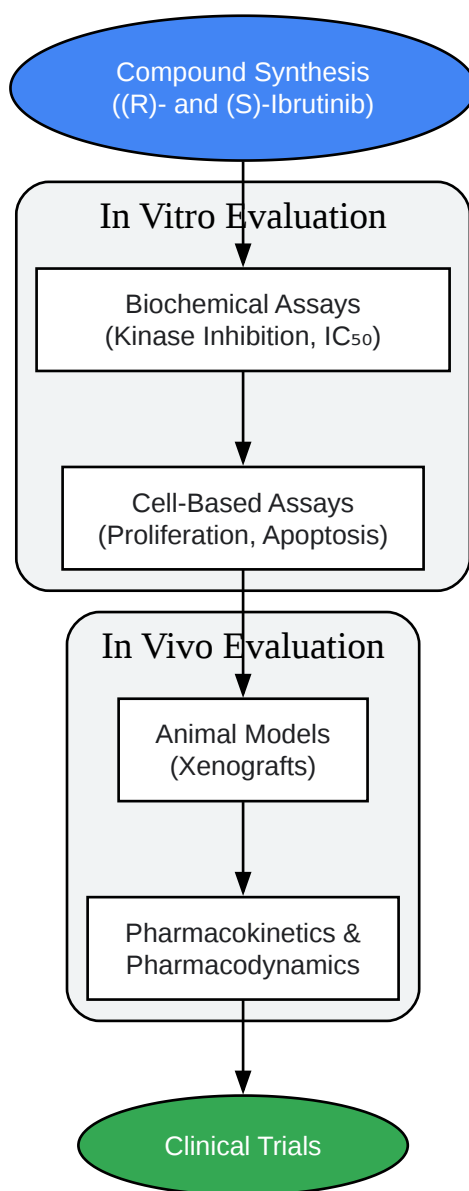 Compound Synthesis
((R)- and (S)-Ibrutinib)
In Vitro Evaluation
Biochemical Assays
(Kinase Inhibition, IC₅₀)
Cell-Based Assays
(Proliferation, Apoptosis)
In Vivo Evaluation
Animal Models
(Xenografts)
Pharmacokinetics &
Pharmacodynamics
Clinical Trials